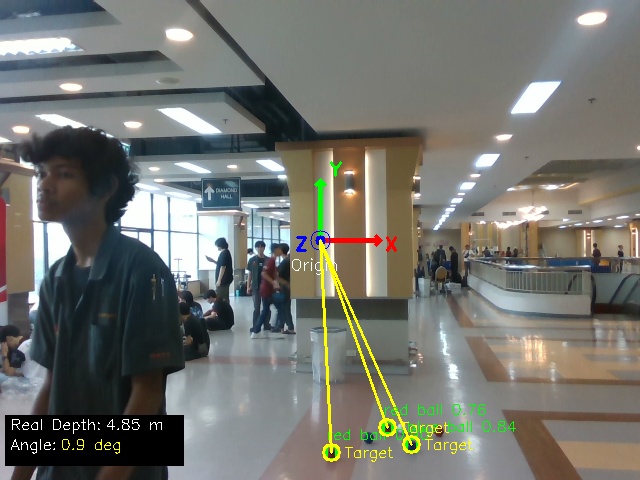 DIAMOND
HALL
Y
Z
X
Origin
red ball 0.78
Target
ball 0.84
ed ball
Target
Target
Real Depth: 4.85 m
Angle: 0.9 deg